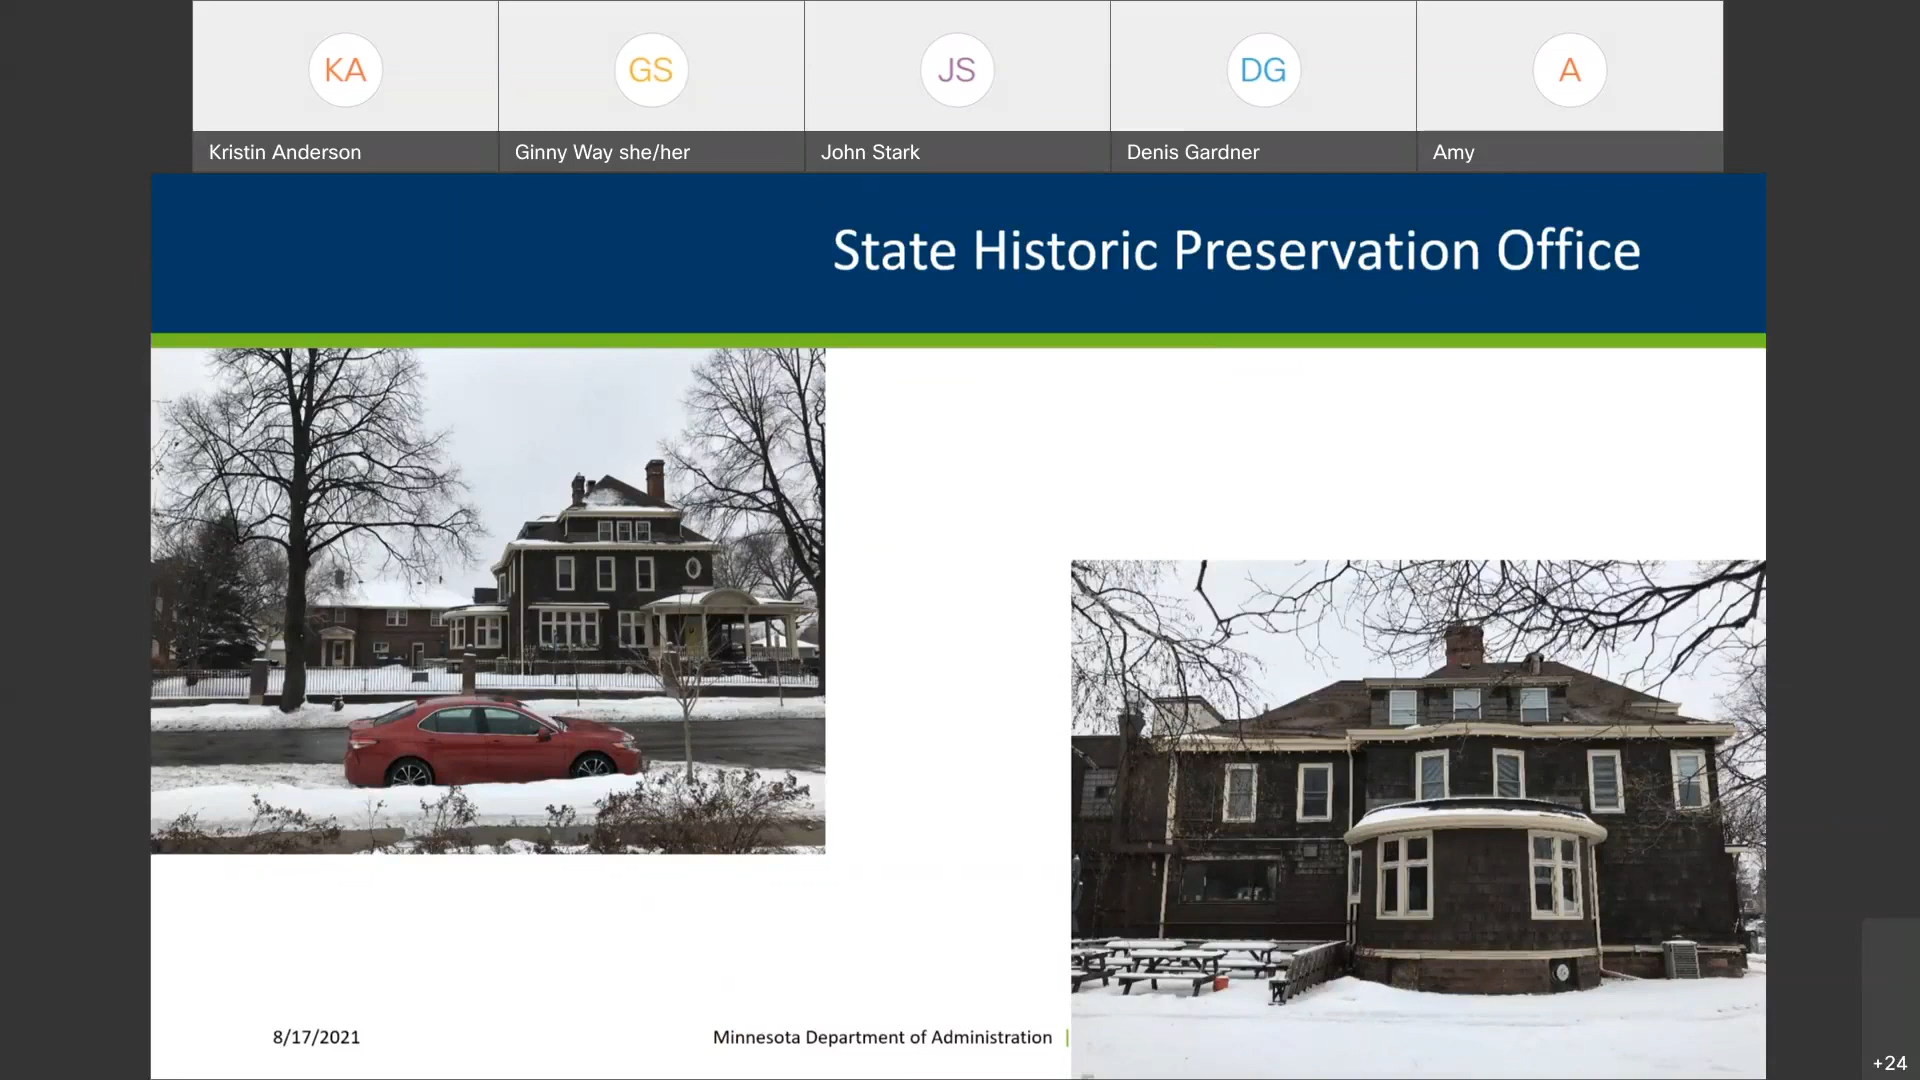 KA
GS
JS
DG
A
Kristin Anderson
Ginny Way she/her
John Stark
Denis Gardner
Amy
State Historic Preservation Office
8/17/2021
Minnesota Department of Administration |
+24